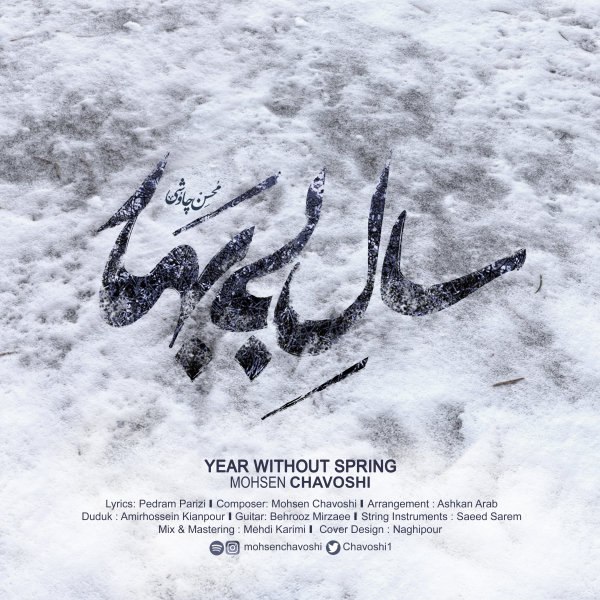 محسن چاوشی
سالِ بی بهار
YEAR WITHOUT SPRING
MOHSEN CHAVOSHI
Lyrics: Pedram Parizi I Composer: Mohsen Chavoshi I Arrangement : Ashkan Arab
Duduk : Amirhossein Kianpour I Guitar: Behrooz Mirzaee I String Instruments : Saeed Sarem
Mix & Mastering : Mehdi Karimi I Cover Design : Naghipour
mohsenchavoshi Chavoshi1